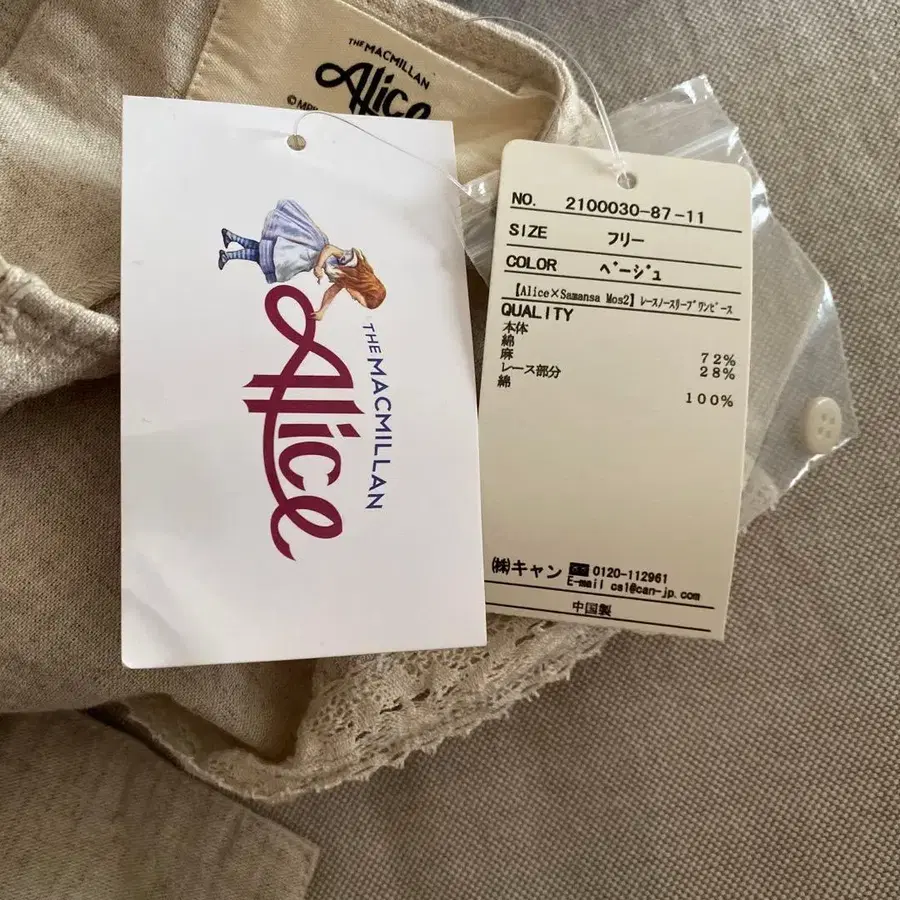 THE MACMILLAN
Alice
THE MACMILLAN
Alice
NO. 2100030-87-11
SIZE フリー
COLOR ベージュ
【Alice×Samansa Mos2】レースノースリーブワンピース
QUALITY
本体
綿 72%
麻 28%
レース部分
綿 100%
㈱キャン 0120-112961
E-mail cs1@can-jp.com
中国製